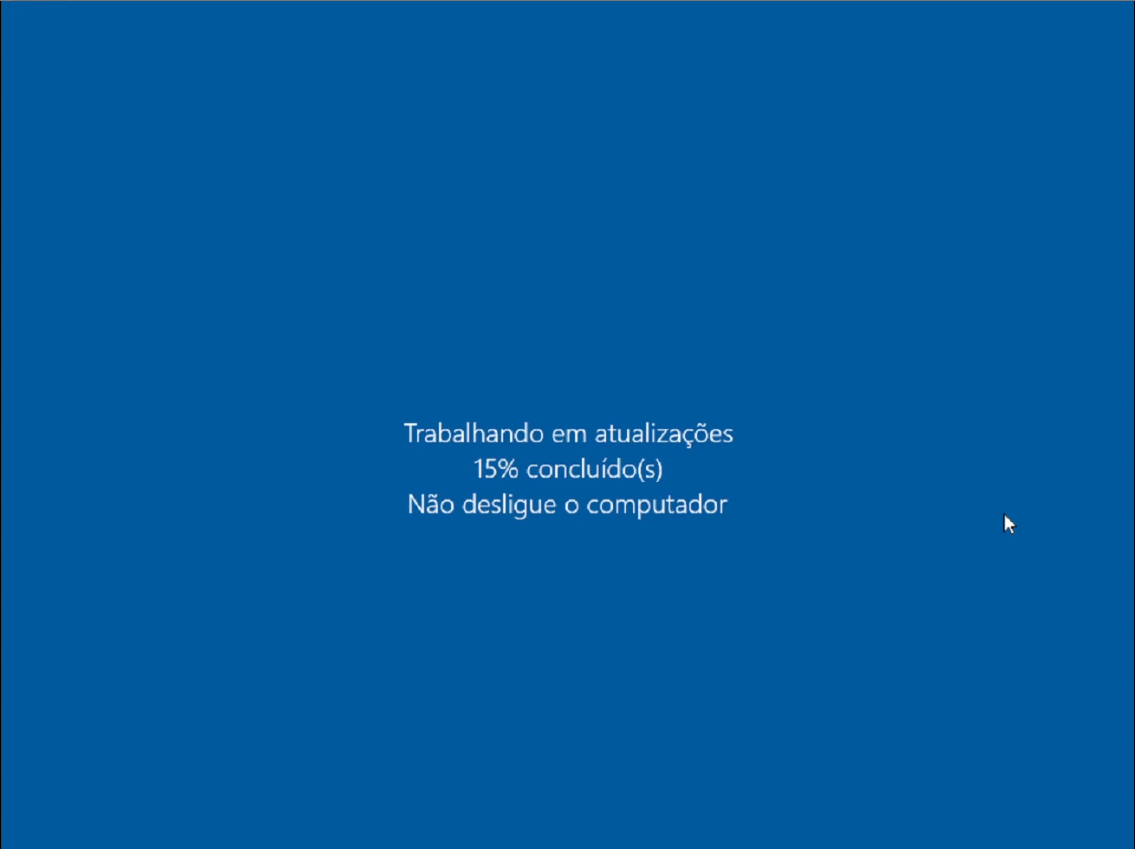 Trabalhando em atualizações
15% concluído(s)
Não desligue o computador